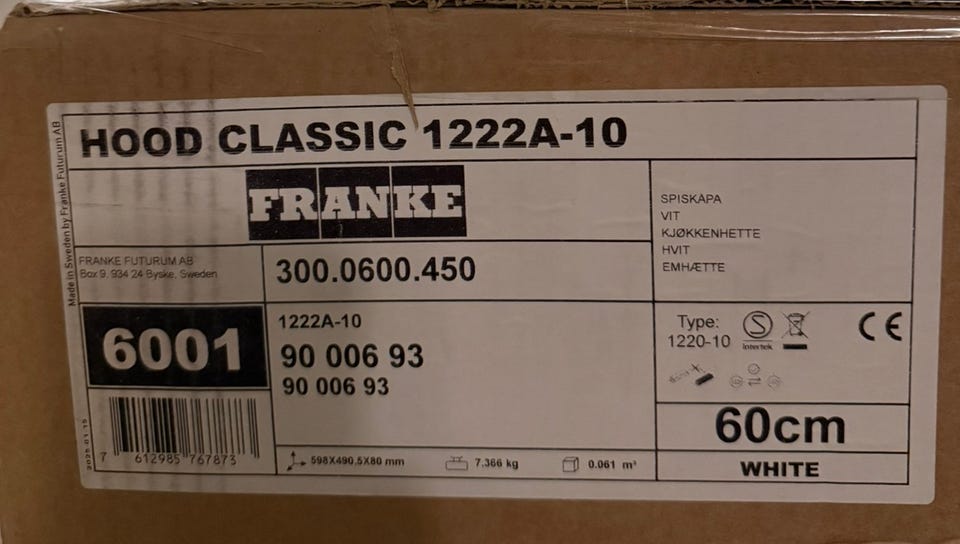 HOOD CLASSIC 1222A-10
Made in Sweden by Franke Futurum AB
FRANKE
SPISKAPA
VIT
KJØKKENHETTE
HVIT
EMHÆTTE
FRANKE FUTURUM AB
Box 9, 934 24 Byske, Sweden
300.0600.450
6001
1222A-10
90 006 93
90 006 93
Type:
1220-10
S
Intertek
CE
60cm
WHITE
7 612985 767873
598X490,5X80 mm
7.366 kg
0.061 m³